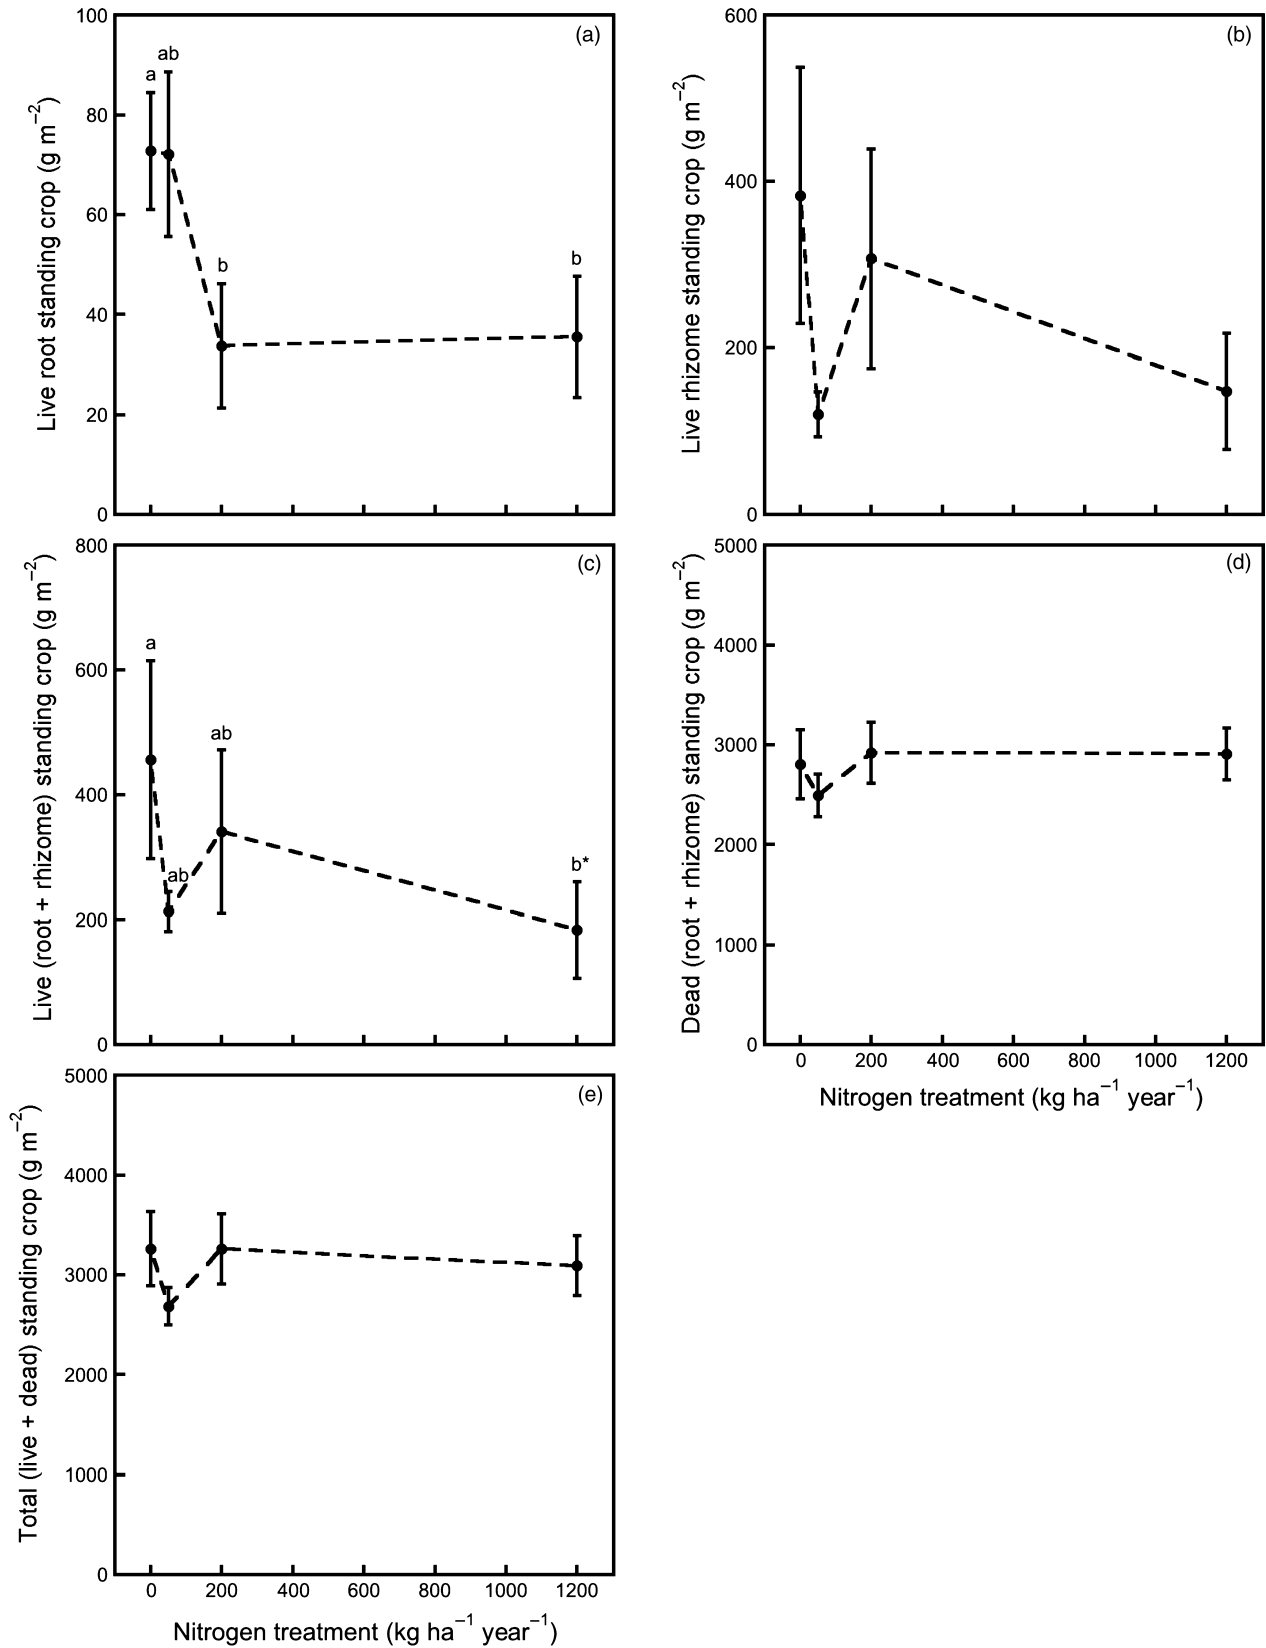 (a)
Live root standing crop (g m⁻²)
100
80
60
40
20
0
a
ab
b
b
(b)
Live rhizome standing crop (g m⁻²)
600
400
200
0
(c)
Live (root + rhizome) standing crop (g m⁻²)
800
600
400
200
0
a
ab
ab
b*
(d)
Dead (root + rhizome) standing crop (g m⁻²)
5000
4000
3000
2000
1000
0
0 200 400 600 800 1000 1200
Nitrogen treatment (kg ha⁻¹ year⁻¹)
(e)
Total (live + dead) standing crop (g m⁻²)
5000
4000
3000
2000
1000
0
0 200 400 600 800 1000 1200
Nitrogen treatment (kg ha⁻¹ year⁻¹)